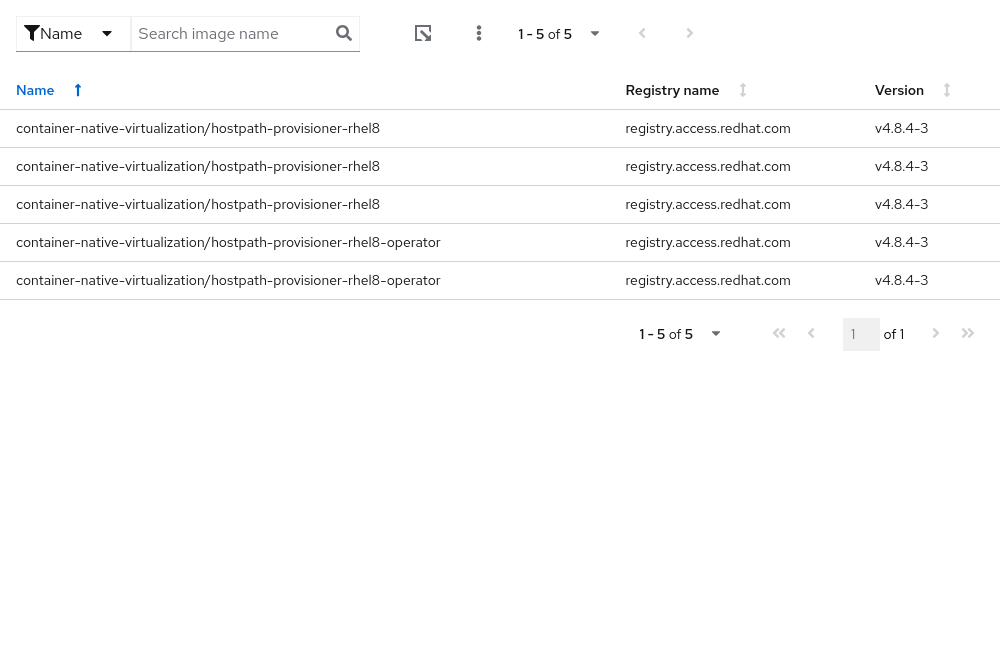 Name Search image name 1 - 5 of 5
Name Registry name Version
container-native-virtualization/hostpath-provisioner-rhel8 registry.access.redhat.com v4.8.4-3
container-native-virtualization/hostpath-provisioner-rhel8 registry.access.redhat.com v4.8.4-3
container-native-virtualization/hostpath-provisioner-rhel8 registry.access.redhat.com v4.8.4-3
container-native-virtualization/hostpath-provisioner-rhel8-operator registry.access.redhat.com v4.8.4-3
container-native-virtualization/hostpath-provisioner-rhel8-operator registry.access.redhat.com v4.8.4-3
1 - 5 of 5 1 of 1